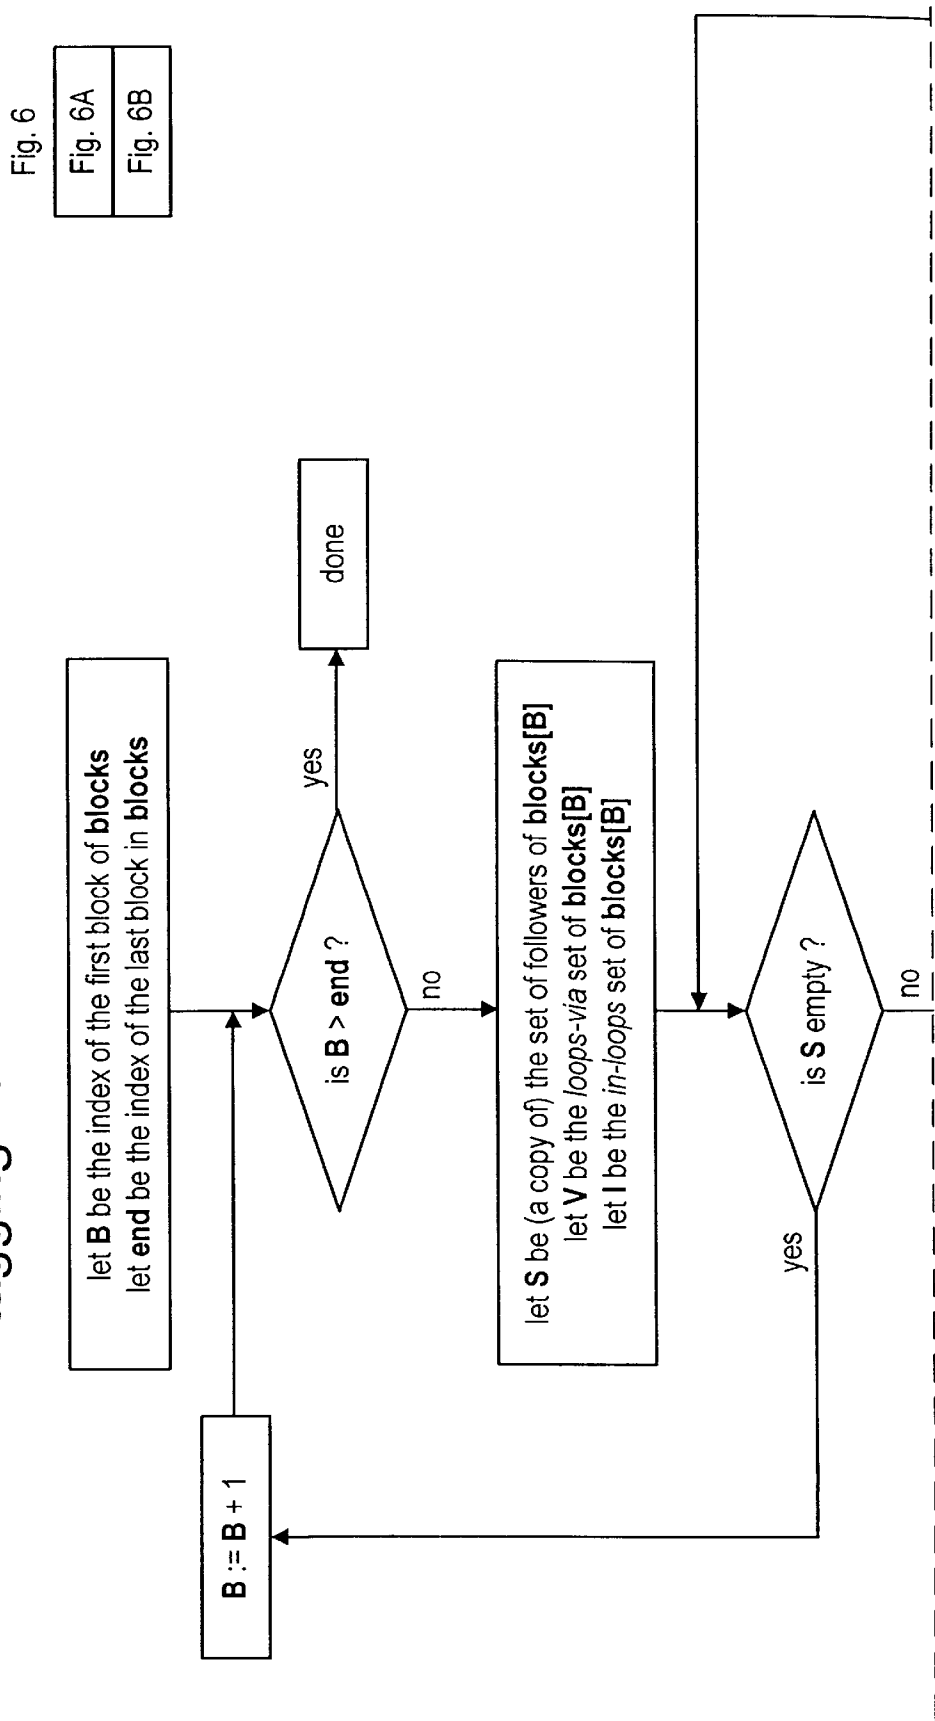 Fig. 6
Fig. 6A
Fig. 6B
let B be the index of the first block of blocks
let end be the index of the last block in blocks
B := B + 1
is B > end ?
yes
done
no
let S be (a copy of) the set of followers of blocks[B]
let V be the loops-via set of blocks[B]
let I be the in-loops set of blocks[B]
is S empty ?
yes
no